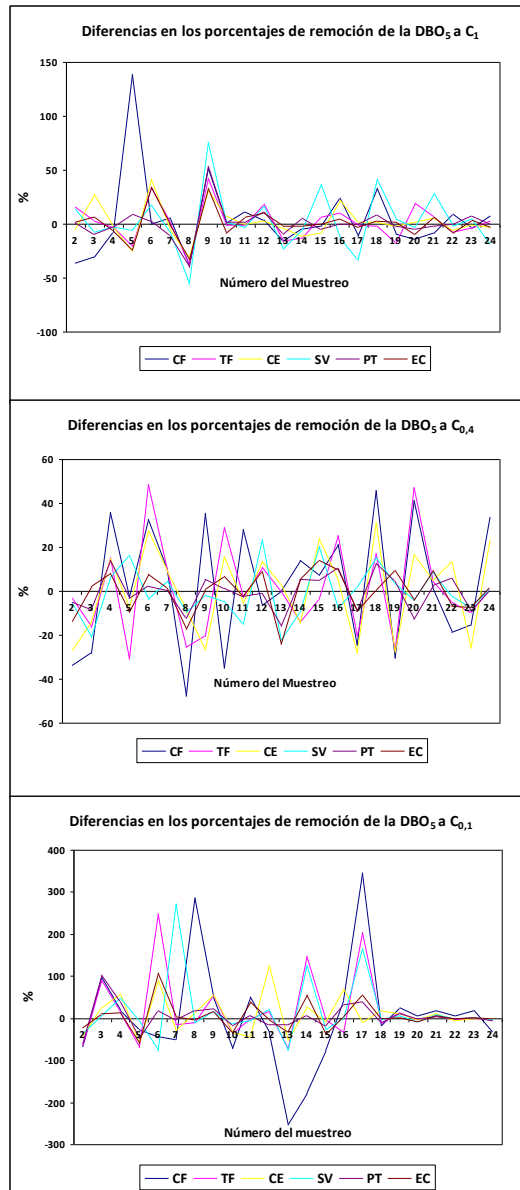 Diferencias en los porcentajes de remoción de la DBO₅ a C₁
150
100
50
0
-50
-100
%
2 3 4 5 6 7 8 9 10 11 12 13 14 15 16 17 18 19 20 21 22 23 24
Número del Muestreo
CF TF CE SV PT EC
Diferencias en los porcentajes de remoción de la DBO₅ a C₀,₄
60
40
20
0
-20
-40
-60
%
2 3 4 5 6 7 8 9 10 11 12 13 14 15 16 17 18 19 20 21 22 23 24
Número del Muestreo
CF TF CE SV PT EC
Diferencias en los porcentajes de remoción de la DBO₅ a C₀,₁
400
300
200
100
0
-100
-200
-300
%
2 3 4 5 6 7 8 9 10 11 12 13 14 15 16 17 18 19 20 21 22 23 24
Número del muestreo
CF TF CE SV PT EC